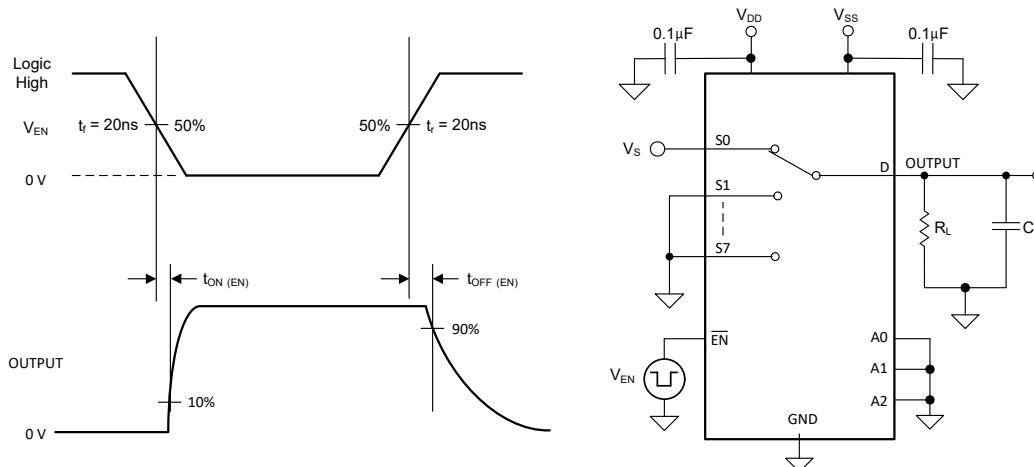 Logic
High
V_EN
t_f = 20ns
50%
50%
t_r = 20ns
0 V
t_ON (EN)
t_OFF (EN)
90%
OUTPUT
10%
0 V
V_DD
V_SS
0.1µF
0.1µF
V_S
S0
D
OUTPUT
S1
R_L
C
S7
EN
A0
V_EN
A1
A2
GND